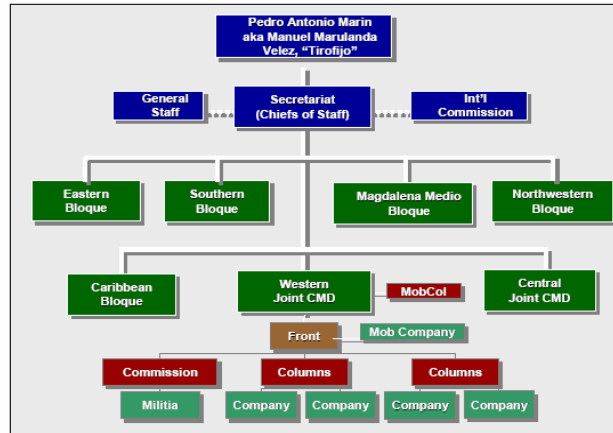 Pedro Antonio Marin
aka Manuel Marulanda
Velez, “Tirofijo”
General
Staff
Secretariat
(Chiefs of Staff)
Int'l
Commission
Eastern
Bloque
Southern
Bloque
Magdalena Medio
Bloque
Northwestern
Bloque
Caribbean
Bloque
Western
Joint CMD
MobCol
Central
Joint CMD
Front
Mob Company
Commission
Columns
Columns
Militia
Company
Company
Company
Company